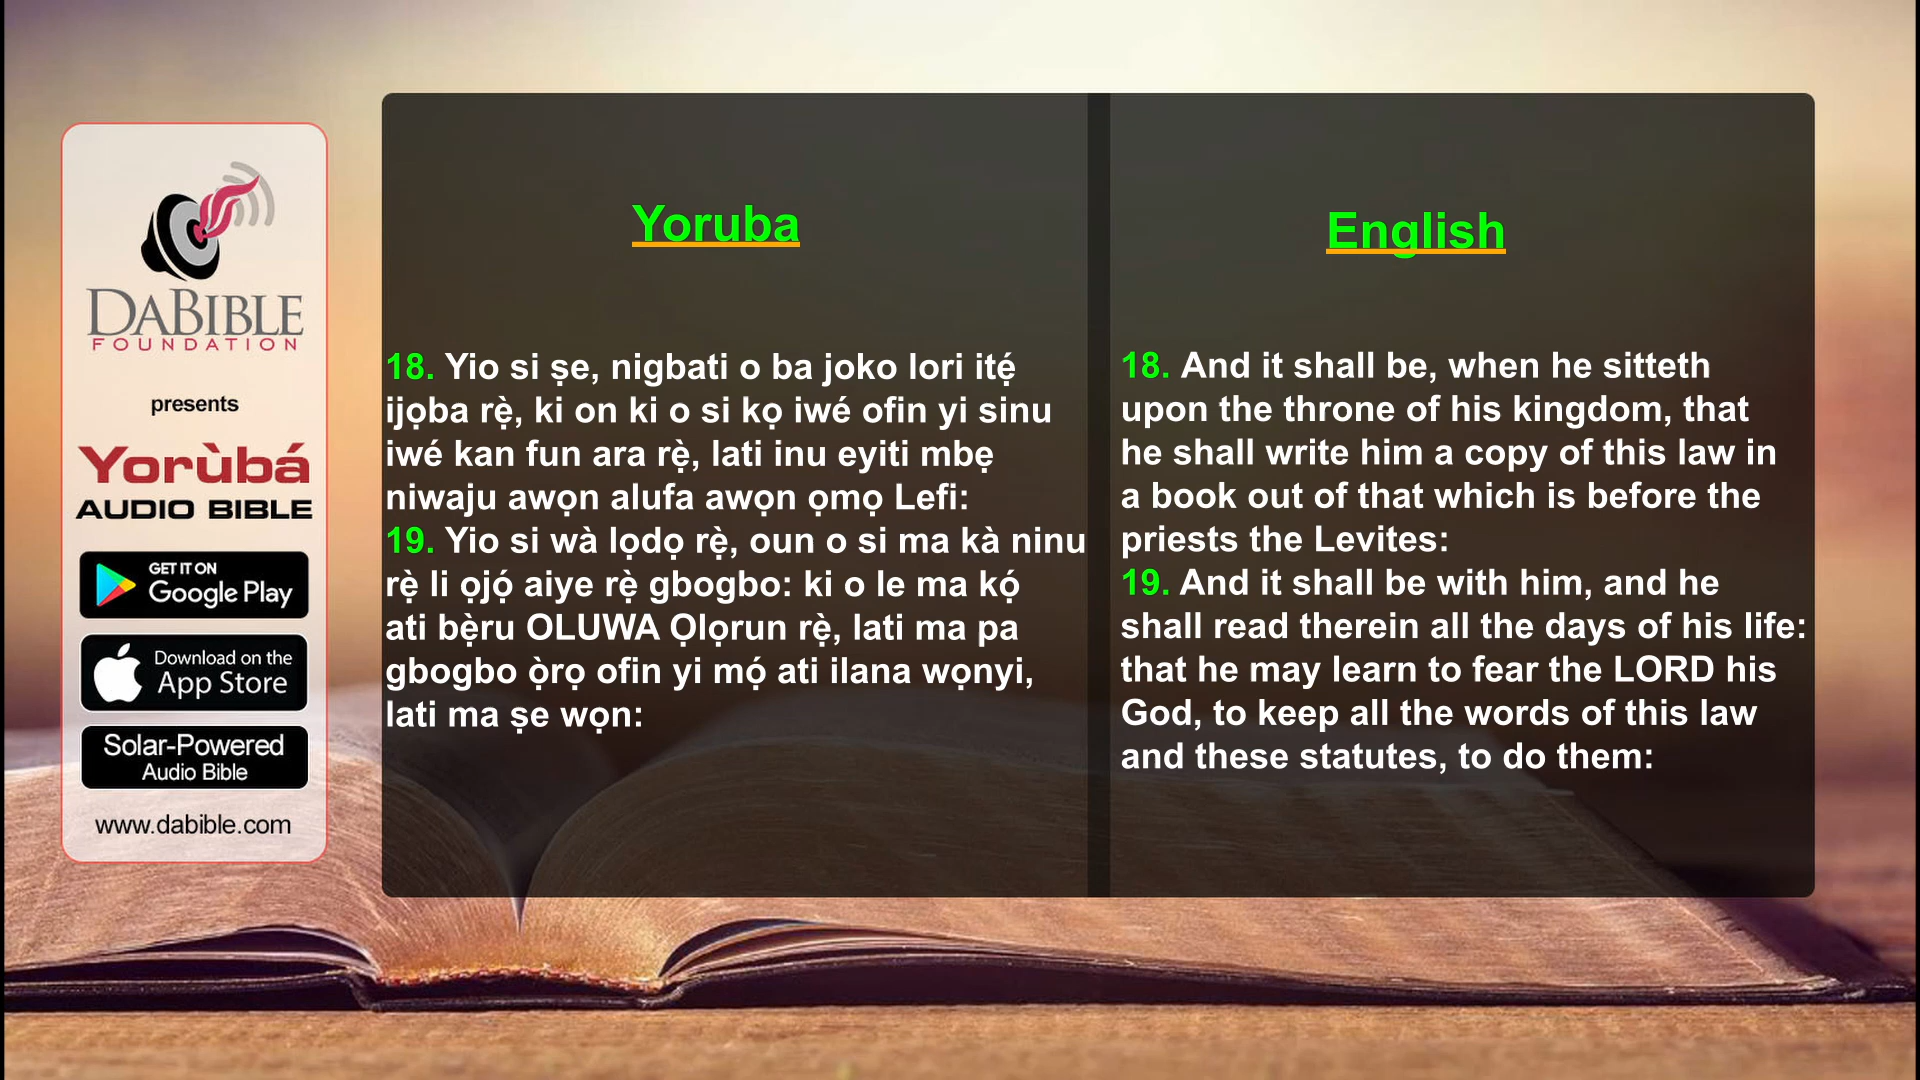 DABIBLE
FOUNDATION
presents
Yorùbá
AUDIO BIBLE
GET IT ON
Google Play
Download on the
App Store
Solar-Powered
Audio Bible
www.dabible.com
Yoruba
18. Yio si ṣe, nigbati o ba joko lori itẹ́
ijọba rẹ̀, ki on ki o si kọ iwé ofin yi sinu
iwé kan fun ara rẹ̀, lati inu eyiti mbẹ
niwaju awọn alufa awọn ọmọ Lefi:
19. Yio si wà lọdọ rẹ̀, oun o si ma kà ninu
rẹ̀ li ọjọ́ aiye rẹ̀ gbogbo: ki o le ma kọ́
ati bẹ̀ru OLUWA Ọlọrun rẹ̀, lati ma pa
gbogbo ọ̀rọ ofin yi mọ́ ati ilana wọnyi,
lati ma ṣe wọn:
English
18. And it shall be, when he sitteth
upon the throne of his kingdom, that
he shall write him a copy of this law in
a book out of that which is before the
priests the Levites:
19. And it shall be with him, and he
shall read therein all the days of his life:
that he may learn to fear the LORD his
God, to keep all the words of this law
and these statutes, to do them: